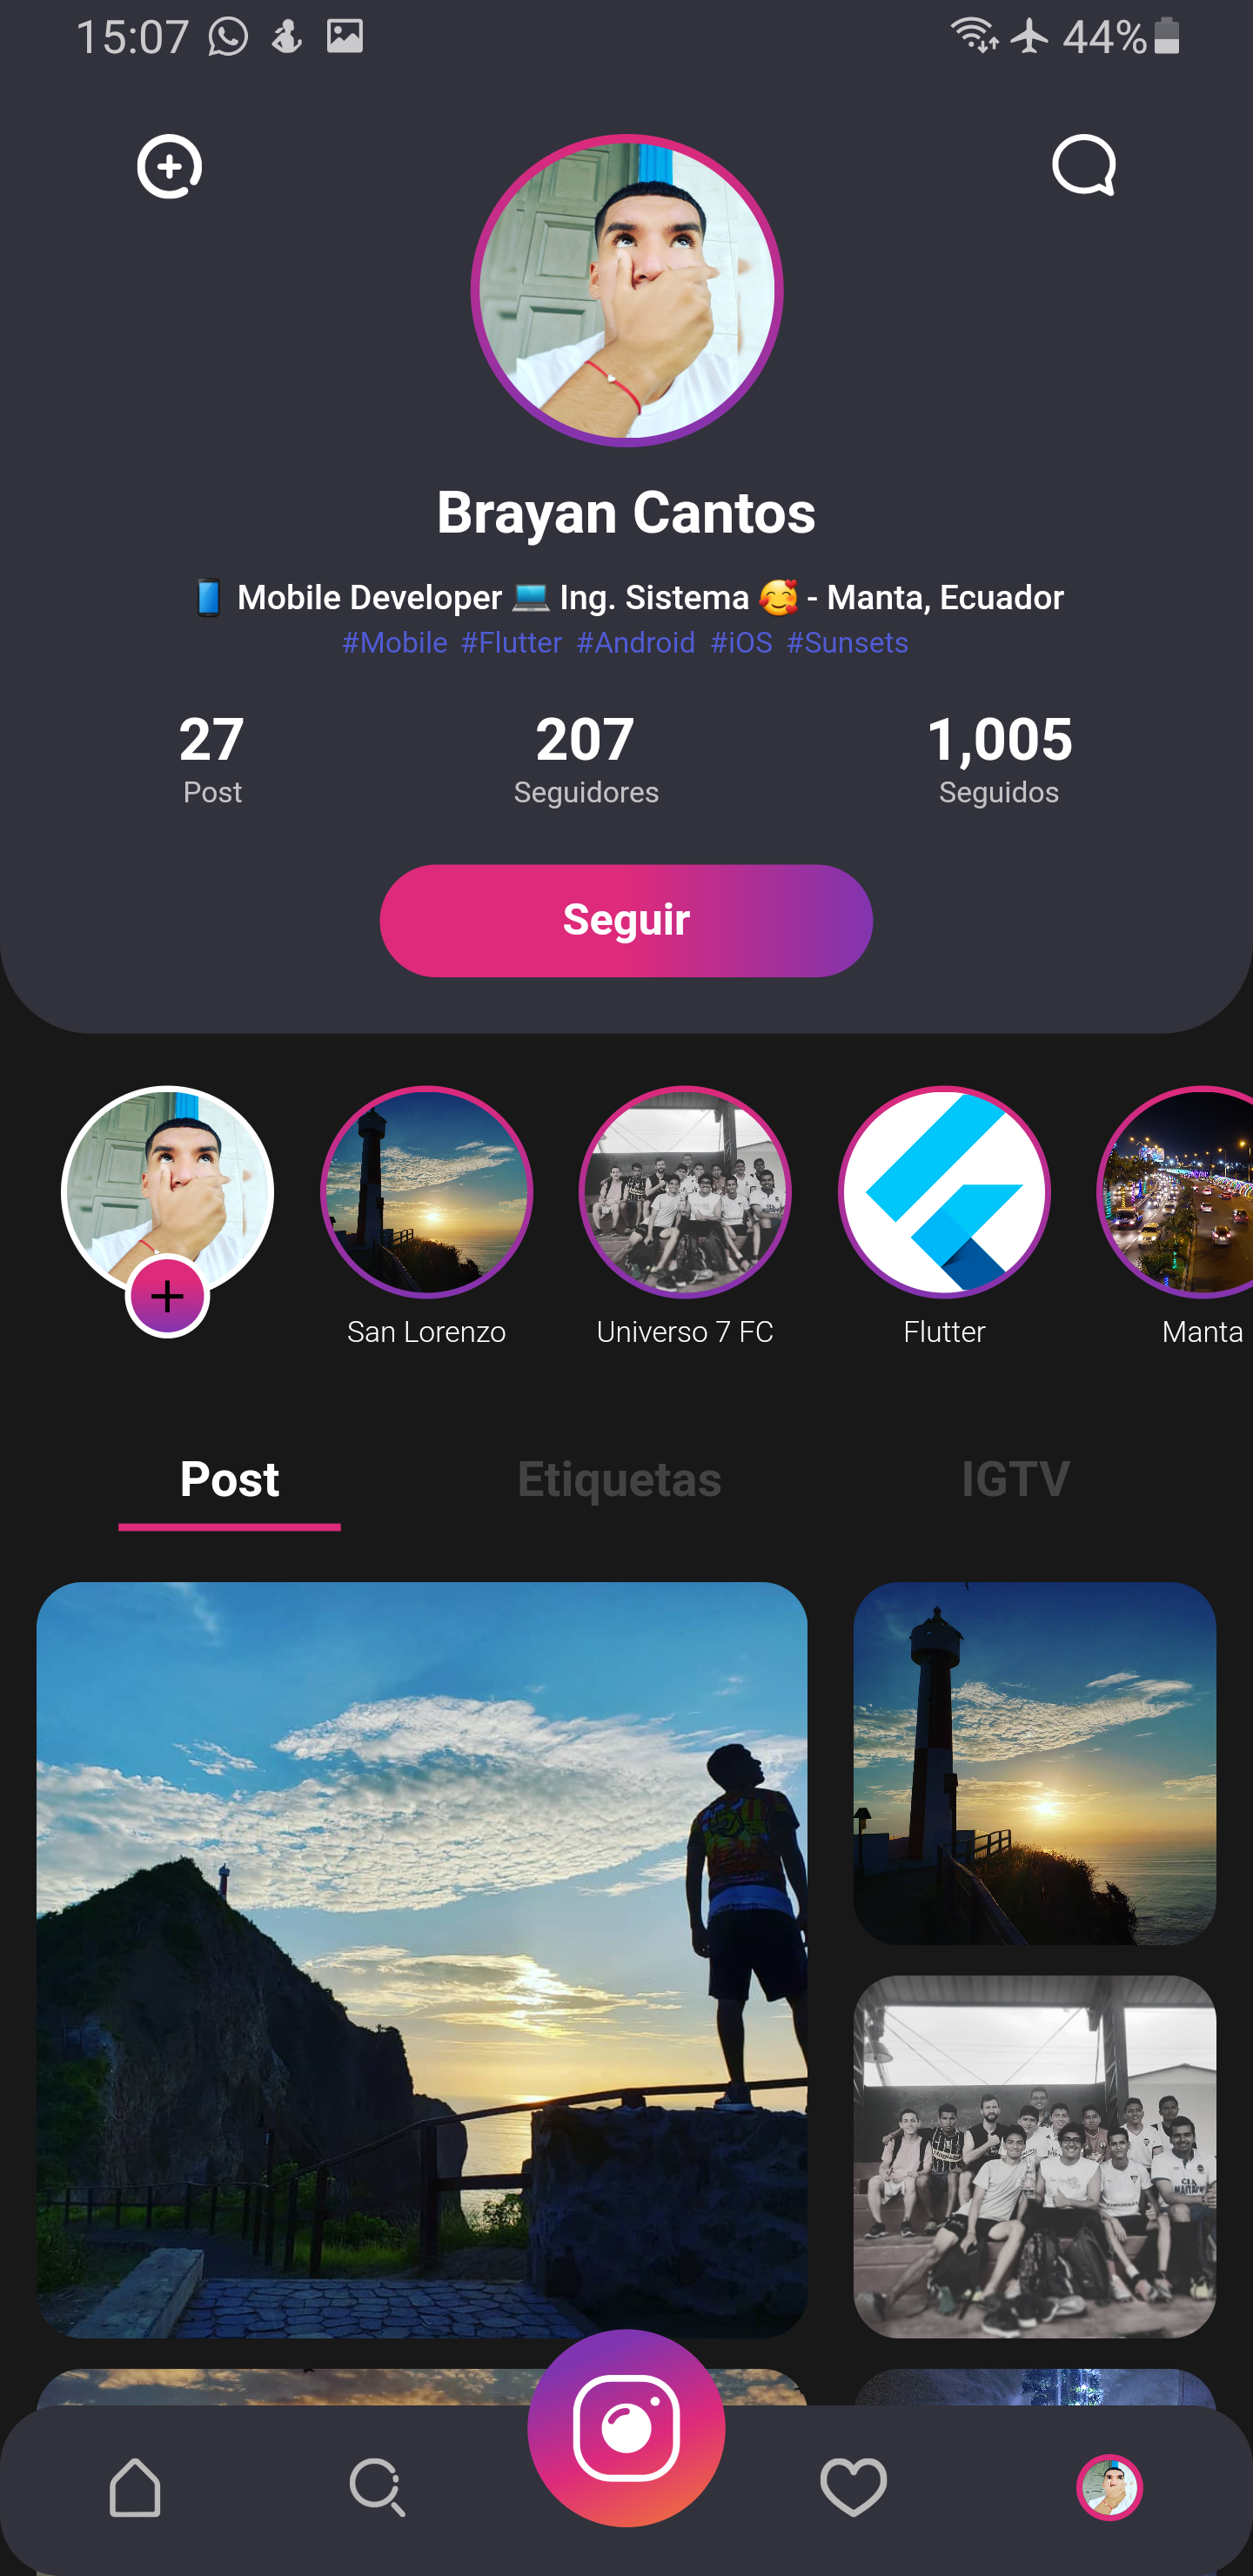 15:07 44%
Brayan Cantos
📱 Mobile Developer 💻 Ing. Sistema 🥰 - Manta, Ecuador
#Mobile #Flutter #Android #iOS #Sunsets
27 207 1,005
Post Seguidores Seguidos
Seguir
San Lorenzo Universo 7 FC Flutter Manta
Post Etiquetas IGTV